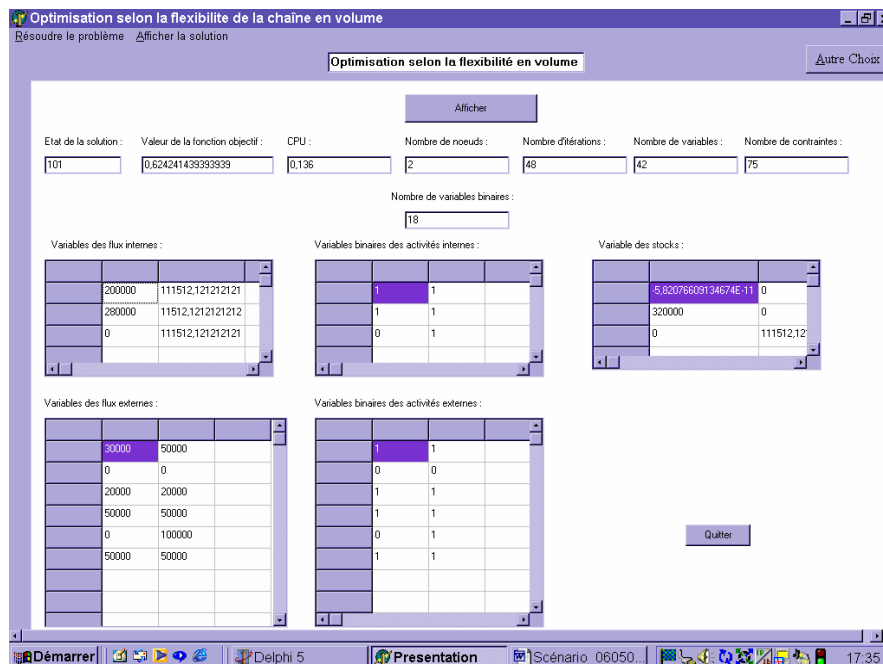 Optimisation selon la flexibilite de la chaîne en volume
Résoudre le problème Afficher la solution
Optimisation selon la flexibilité en volume
Autre Choix
Afficher
Etat de la solution : Valeur de la fonction objectif : CPU : Nombre de noeuds : Nombre d'itérations : Nombre de variables : Nombre de contraintes :
101 0,624241439393939 0,136 2 48 42 75
Nombre de variables binaires :
18
Variables des flux internes : Variables binaires des activités internes : Variable des stocks :
200000 111512,121212121 1 1 -5,82076609134674E-11 0
280000 11512,1212121212 1 1 320000 0
0 111512,121212121 0 1 0 111512,12
Variables des flux externes : Variables binaires des activités externes :
30000 50000 1 1
0 0 0 0
20000 20000 1 1
50000 50000 1 1
0 100000 0 1
50000 50000 1 1
Quitter
Démarrer Delphi 5 Presentation Scénario 06050... 17:35